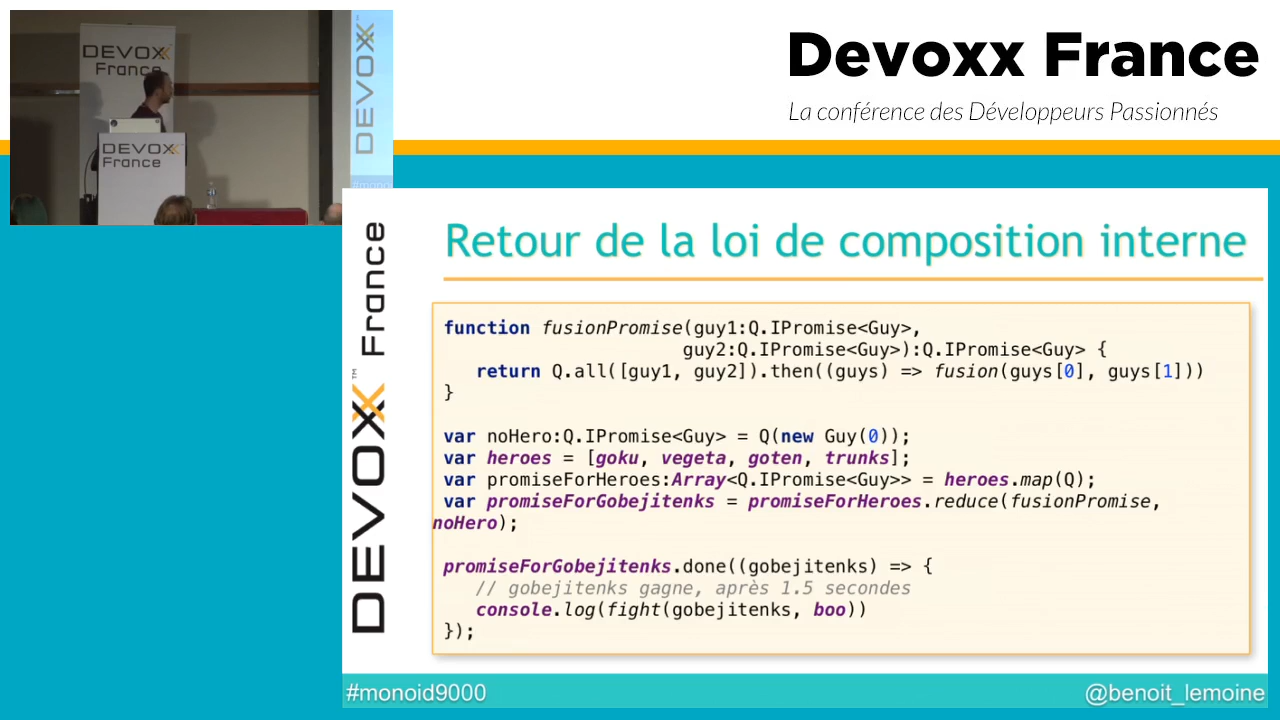 Devoxx France
La conférence des Développeurs Passionnés
DEVOXX
France
DEVOXX
France
DEVOXX
DEVOXX™ France
Retour de la loi de composition interne
function fusionPromise(guy1:Q.IPromise<Guy>,
guy2:Q.IPromise<Guy>):Q.IPromise<Guy> {
return Q.all([guy1, guy2]).then((guys) => fusion(guys[0], guys[1]))
}
var noHero:Q.IPromise<Guy> = Q(new Guy(0));
var heroes = [goku, vegeta, goten, trunks];
var promiseForHeroes:Array<Q.IPromise<Guy>> = heroes.map(Q);
var promiseForGobejitenks = promiseForHeroes.reduce(fusionPromise,
noHero);
promiseForGobejitenks.done((gobejitenks) => {
// gobejitenks gagne, après 1.5 secondes
console.log(fight(gobejitenks, boo))
});
#monoid9000
@benoit_lemoine